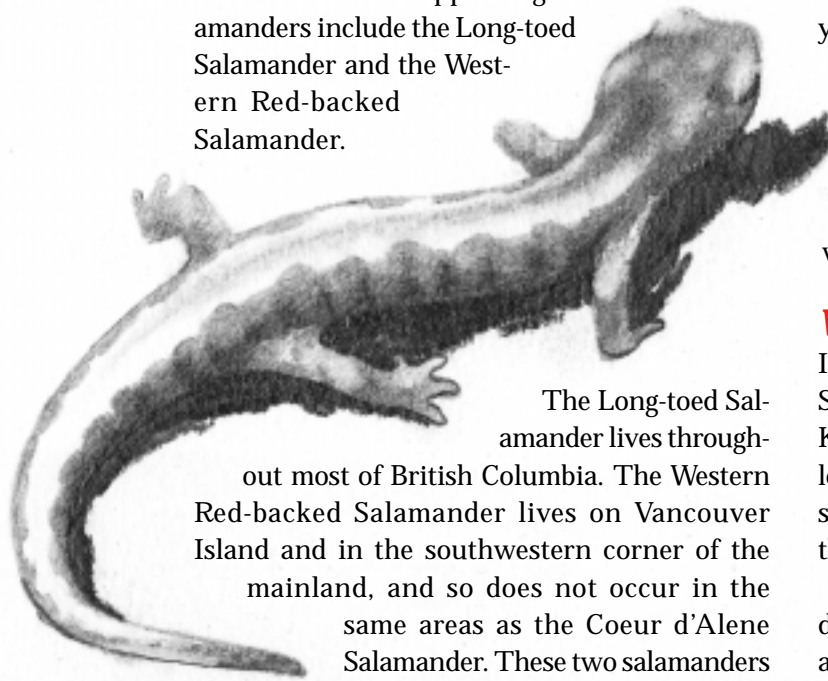 amanders include the Long-toed
Salamander and the West-
ern Red-backed
Salamander.
The Long-toed Sal-
amander lives through-
out most of British Columbia. The Western
Red-backed Salamander lives on Vancouver
Island and in the southwestern corner of the
mainland, and so does not occur in the
same areas as the Coeur d’Alene
Salamander. These two salamanders